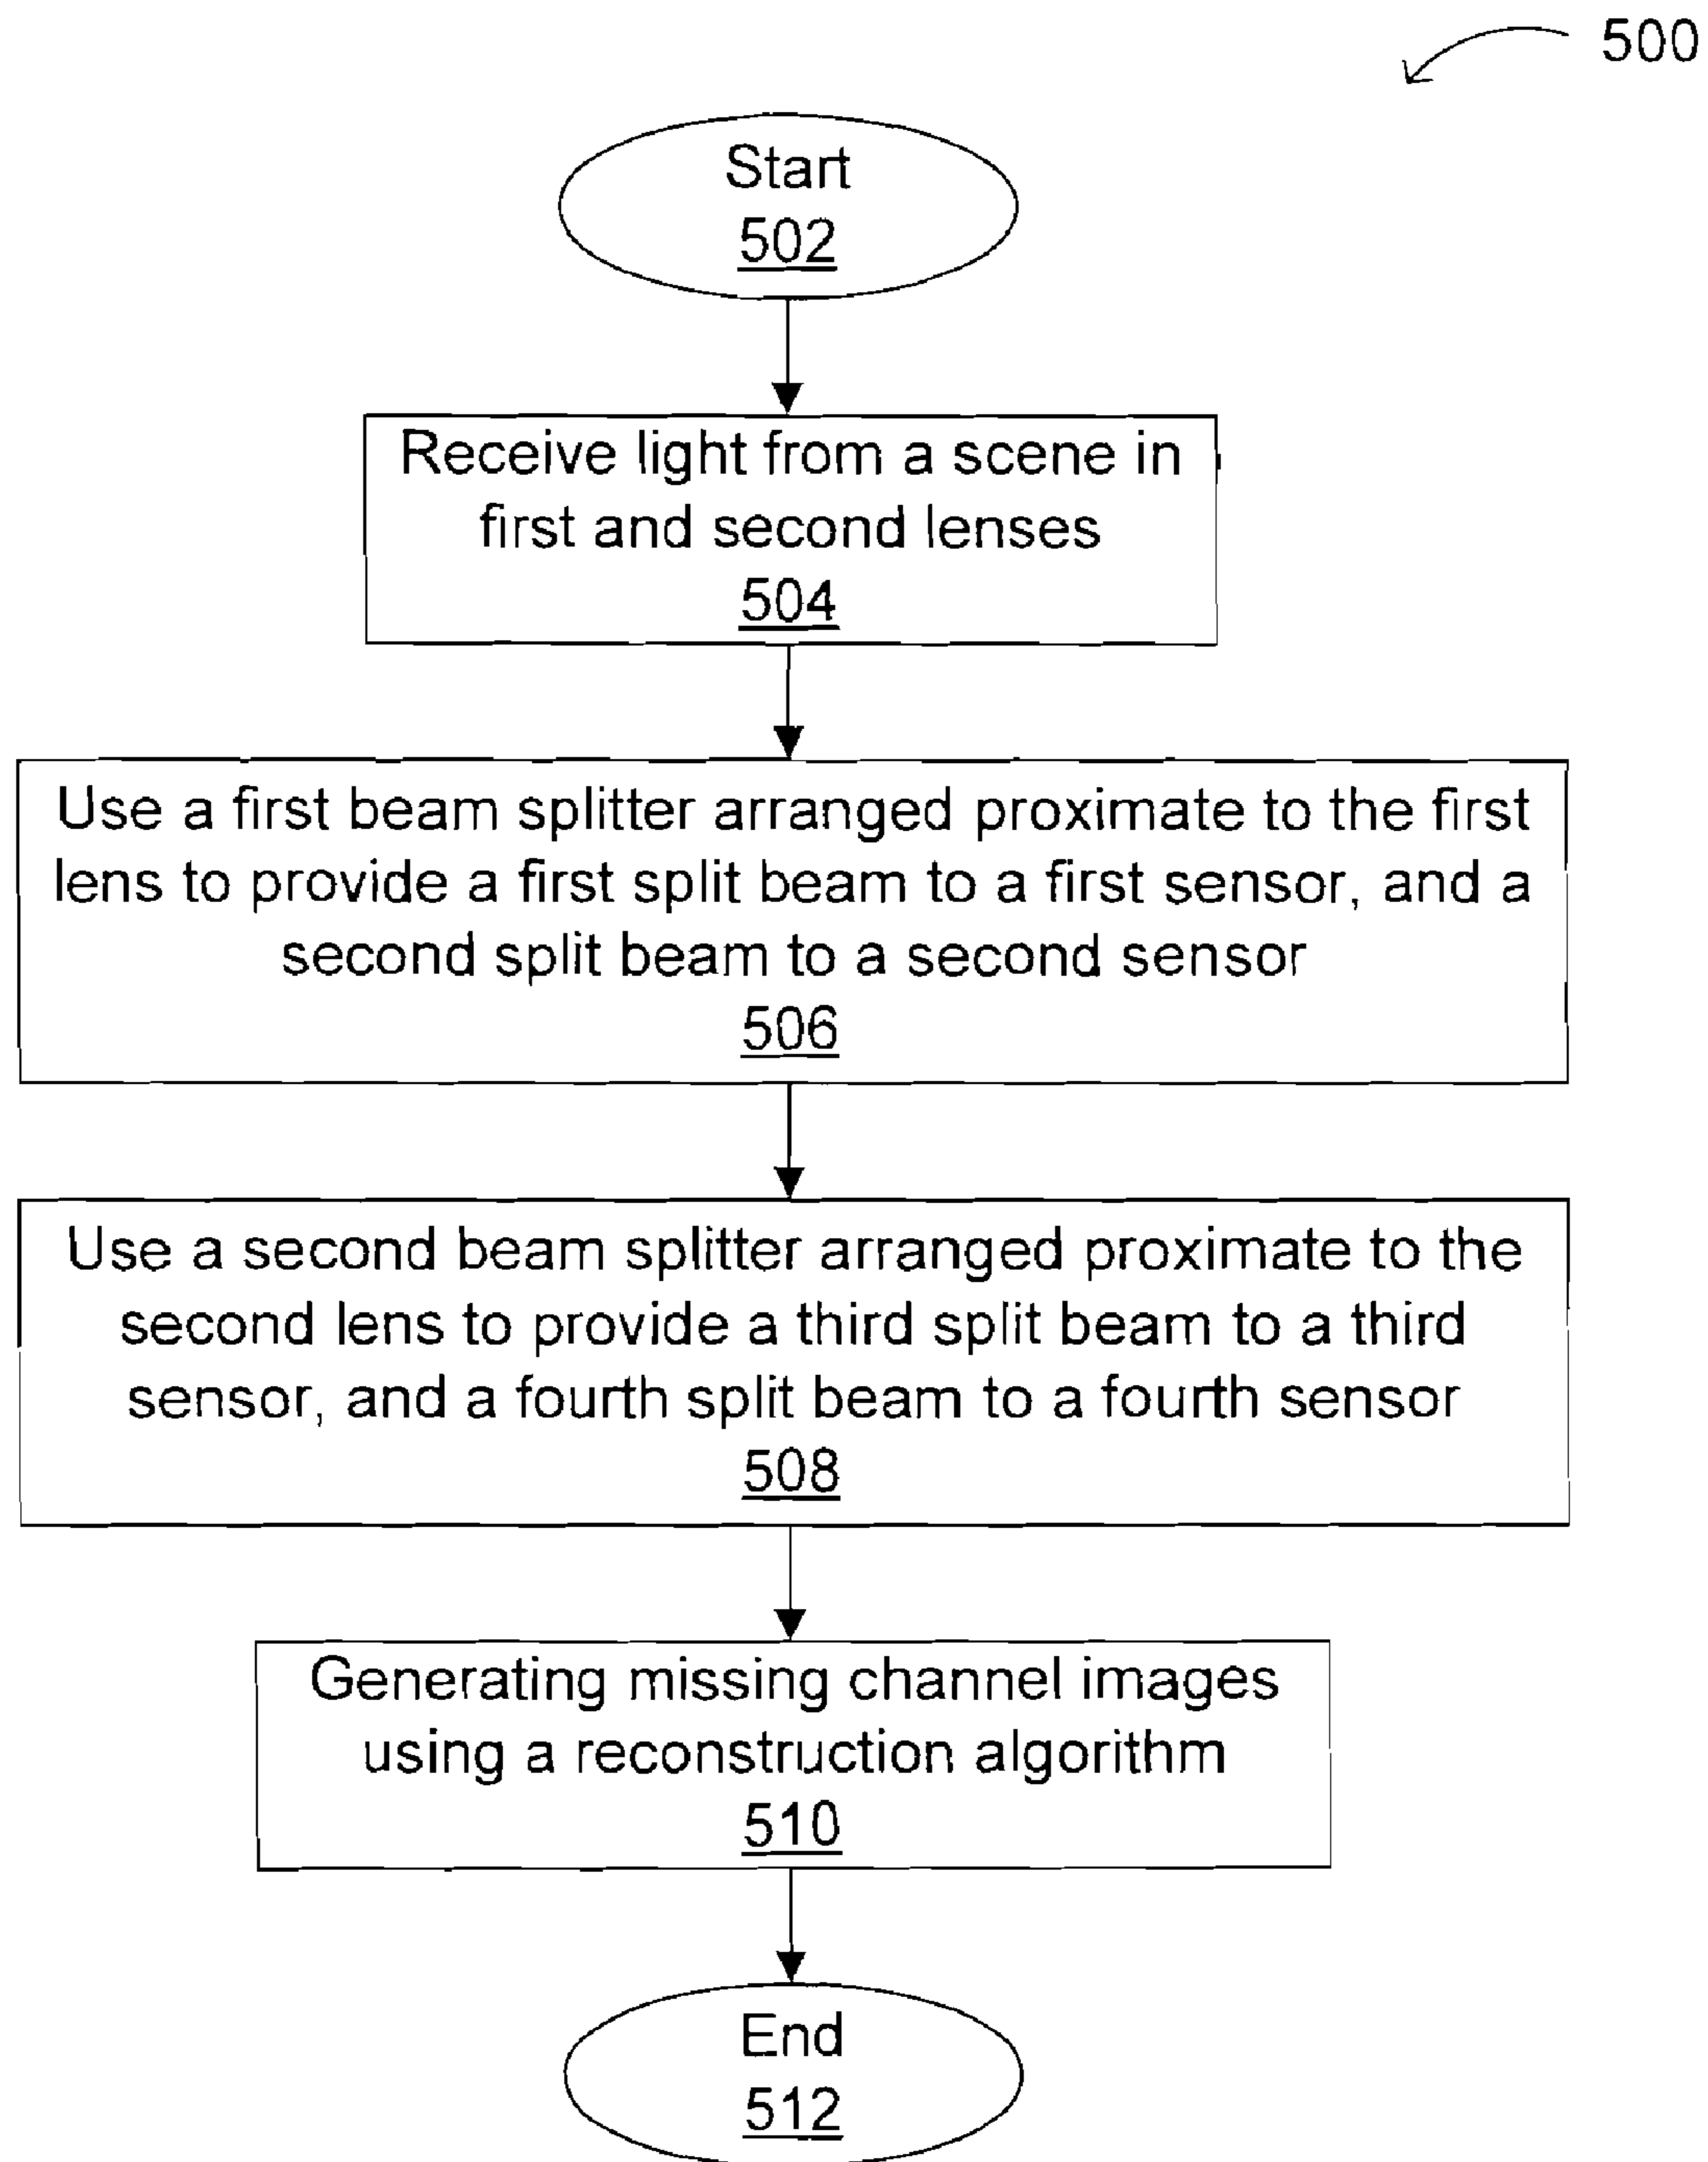 500
Start
502
Receive light from a scene in
first and second lenses
504
Use a first beam splitter arranged proximate to the first
lens to provide a first split beam to a first sensor, and a
second split beam to a second sensor
506
Use a second beam splitter arranged proximate to the
second lens to provide a third split beam to a third
sensor, and a fourth split beam to a fourth sensor
508
Generating missing channel images
using a reconstruction algorithm
510
End
512